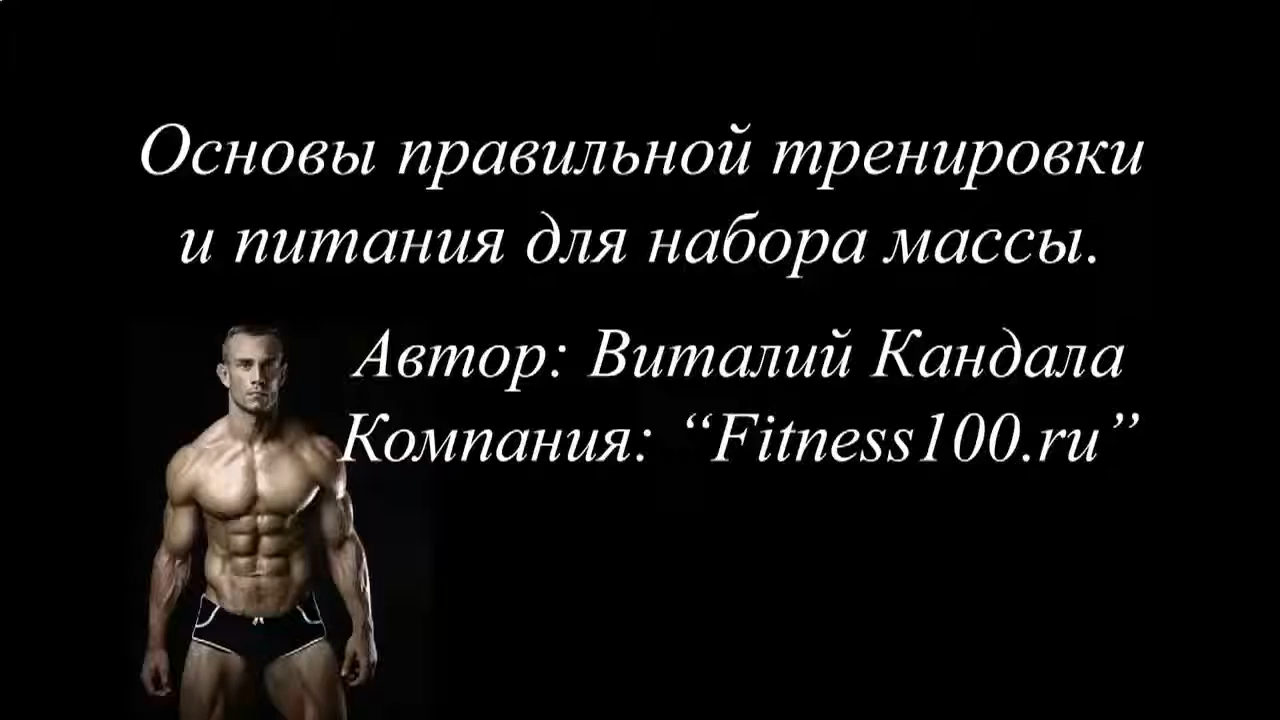 Основы правильной тренировки
и питания для набора массы.
Автор: Виталий Кандала
Компания: “Fitness100.ru”